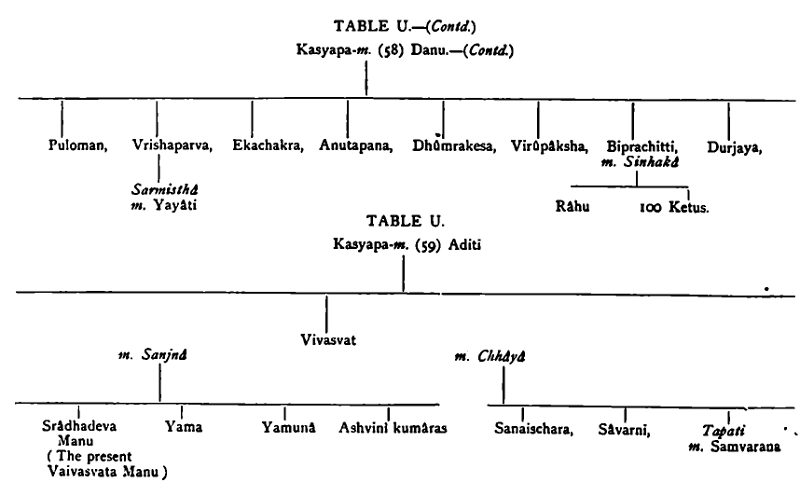 TABLE U.—(Contd.)
Kasyapa-m. (58) Danu.—(Contd.)
Puloman, Vrishaparva, Ekachakra, Anutapana, Dhûmrakesa, Virûpâksha, Biprachitti, Durjaya,
m. Sinhakâ
Sarmisthâ
m. Yayâti
Râhu 100 Ketus.
TABLE U.
Kasyapa-m. (59) Aditi
Vivasvat
m. Sanjnâ m. Chhâyâ
Srâdhadeva Yama Yamunâ Ashvinî kumâras Sanaischara, Sâvarni, Tapati
Manu m. Samvarana
( The present
Vaivasvata Manu )